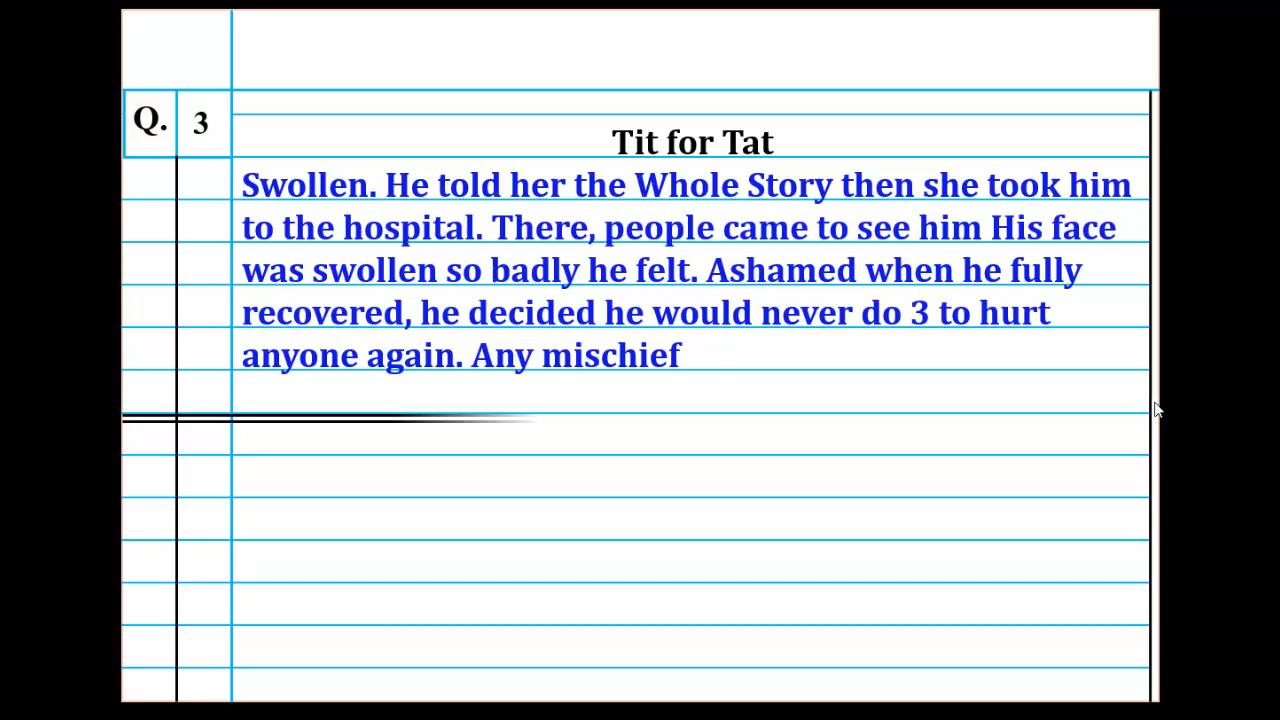 Q. 3
Tit for Tat
Swollen. He told her the Whole Story then she took him
to the hospital. There, people came to see him His face
was swollen so badly he felt. Ashamed when he fully
recovered, he decided he would never do 3 to hurt
anyone again. Any mischief